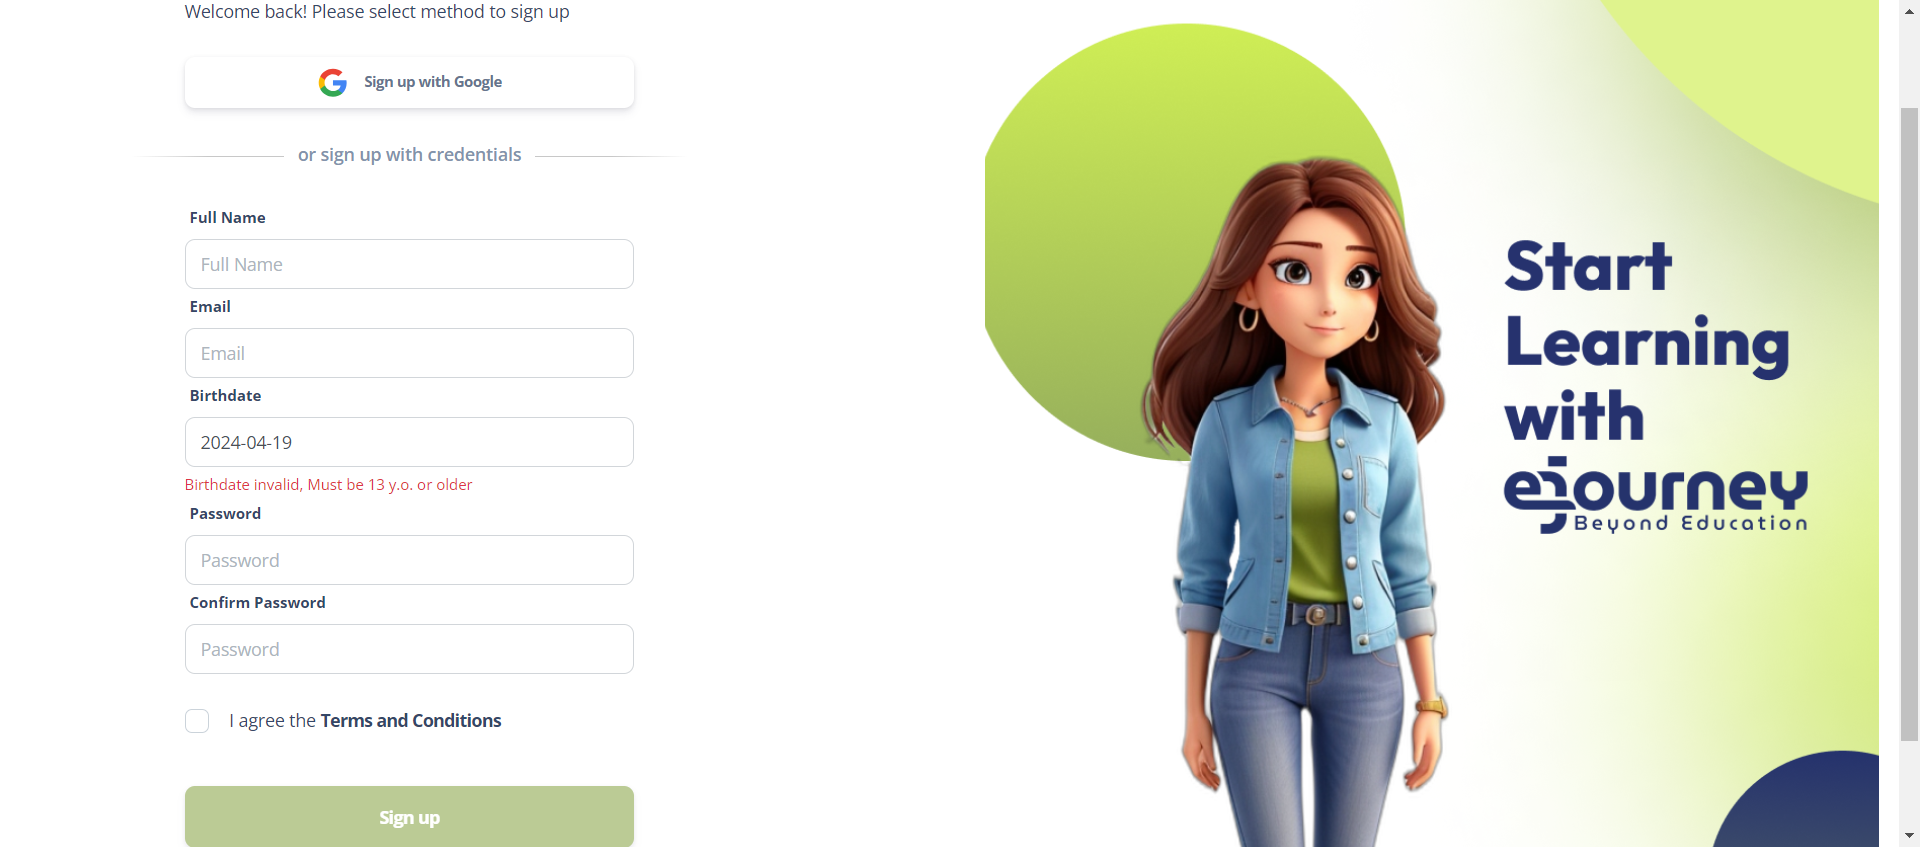 Welcome back! Please select method to sign up
Sign up with Google
or sign up with credentials
Full Name
Full Name
Email
Email
Birthdate
2024-04-19
Birthdate invalid, Must be 13 y.o. or older
Password
Password
Confirm Password
Password
I agree the Terms and Conditions
Sign up
Start
Learning
with
ejourney
Beyond Education